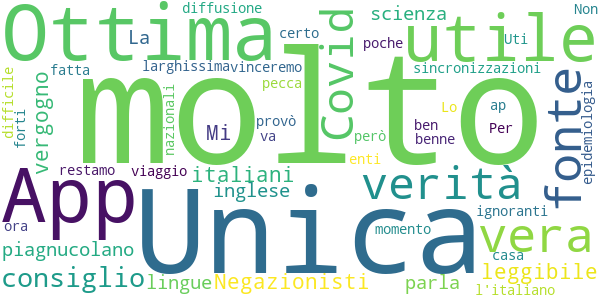 diffusione
Ottima
La
certo
scienza
Non
utile
poche
Uti
larghissima
vinceremo
sincronizzazioni
difficile
forti
fatta
vergogno
nazionali
pecca
Covid
molto
fonte
epidemiologia
Mi
provò
va
però
ben
benne
Lo
ap
Per
restamo
viaggio
enti
App
italiani
inglese
Unica
verità
ignoranti
ora
piagnucolano
momento
vera
casa
consiglio
lingue
Negazionisti
parla
leggibile
l'italiano